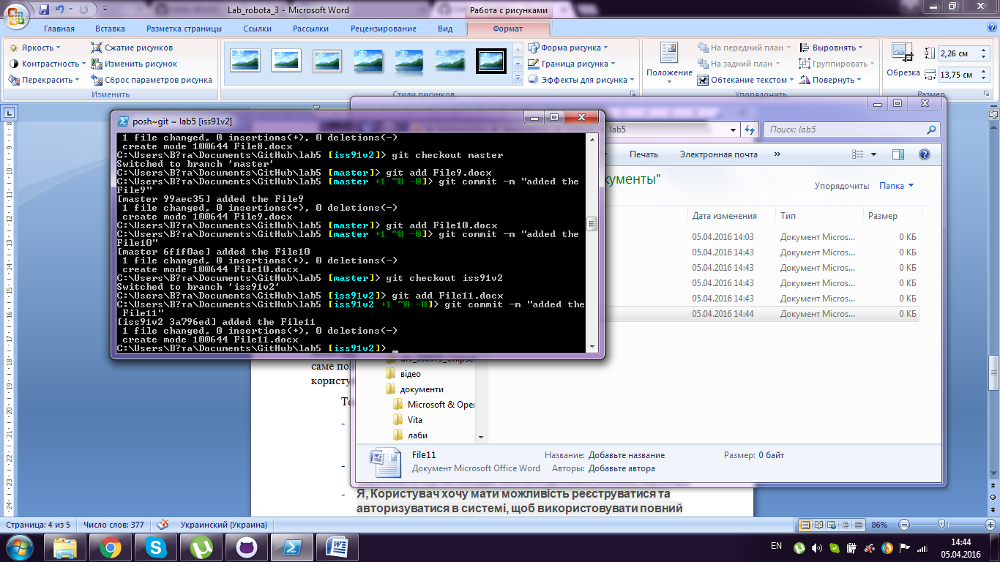 Lab_robota_3 - Microsoft Word
Работа с рисунками
Главная Вставка Разметка страницы Ссылки Рассылки Рецензирование Вид Формат
Яркость Сжатие рисунков Форма рисунка На передний план Выровнять 2,26 см
Контрастность Изменить рисунок Граница рисунка Положение На задний план Группировать Обрезка
Перекрасить Сброс параметров рисунка Эффекты для рисунка Обтекание текстом Повернуть 13,75 см
Изменить Стили рисунков Упорядочить Размер
posh~git ~ lab5 [iss91v2]
1 file changed, 0 insertions(+), 0 deletions(-)
create mode 100644 File8.docx
C:\Users\В?та\Documents\GitHub\lab5 [iss91v2]> git checkout master
Switched to branch 'master'
C:\Users\В?та\Documents\GitHub\lab5 [master]> git add File9.docx
C:\Users\В?та\Documents\GitHub\lab5 [master +1 ~0 -0]> git commit -m "added the
File9"
[master 99aec35] added the File9
1 file changed, 0 insertions(+), 0 deletions(-)
create mode 100644 File9.docx
C:\Users\В?та\Documents\GitHub\lab5 [master]> git add File10.docx
C:\Users\В?та\Documents\GitHub\lab5 [master +1 ~0 -0]> git commit -m "added the
File10"
[master 6f1f0ae] added the File10
1 file changed, 0 insertions(+), 0 deletions(-)
create mode 100644 File10.docx
C:\Users\В?та\Documents\GitHub\lab5 [master]> git checkout iss91v2
Switched to branch 'iss91v2'
C:\Users\В?та\Documents\GitHub\lab5 [iss91v2]> git add File11.docx
C:\Users\В?та\Documents\GitHub\lab5 [iss91v2 +1 ~0 -0]> git commit -m "added the
File11"
[iss91v2 3a796ed] added the File11
1 file changed, 0 insertions(+), 0 deletions(-)
create mode 100644 File11.docx
C:\Users\В?та\Documents\GitHub\lab5 [iss91v2]>
lab5
Поиск: lab5
Печать Электронная почта »
кументы"
Упорядочить: Папка
Дата изменения Тип Размер
05.04.2016 14:03 Документ Micros... 0 КБ
05.04.2016 14:43 Документ Micros... 0 КБ
05.04.2016 14:43 Документ Micros... 0 КБ
05.04.2016 14:43 Документ Micros... 0 КБ
05.04.2016 14:43 Документ Micros... 0 КБ
05.04.2016 14:44 Документ Micros... 0 КБ
відео
документи
Microsoft & Ope
Vita
лаби
File11 Название: Добавьте название Размер: 0 байт
Документ Microsoft Office Word Авторы: Добавьте автора
саме по
користу
То
-
-
- Я, Користувач хочу мати можливість реєструватися та
авторизуватися в системі, щоб використовувати повний
Страница: 4 из 5 Число слов: 377 Украинский (Украина) 86%
EN 14:44
05.04.2016